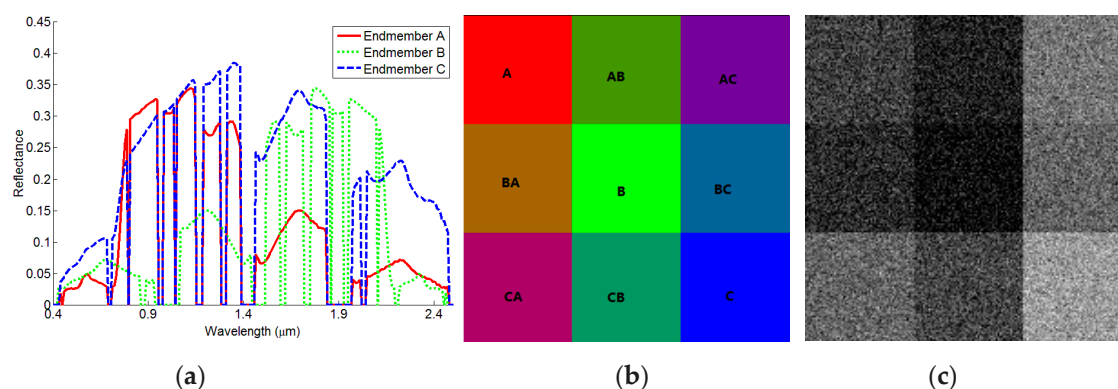 0.45
0.4
0.35
0.3
0.25
0.2
0.15
0.1
0.05
0
Reflectance
0.4 0.9 1.4 1.9 2.4
Wavelength (μm)
Endmember A
Endmember B
Endmember C
A AB AC
BA B BC
CA CB C
(a) (b) (c)